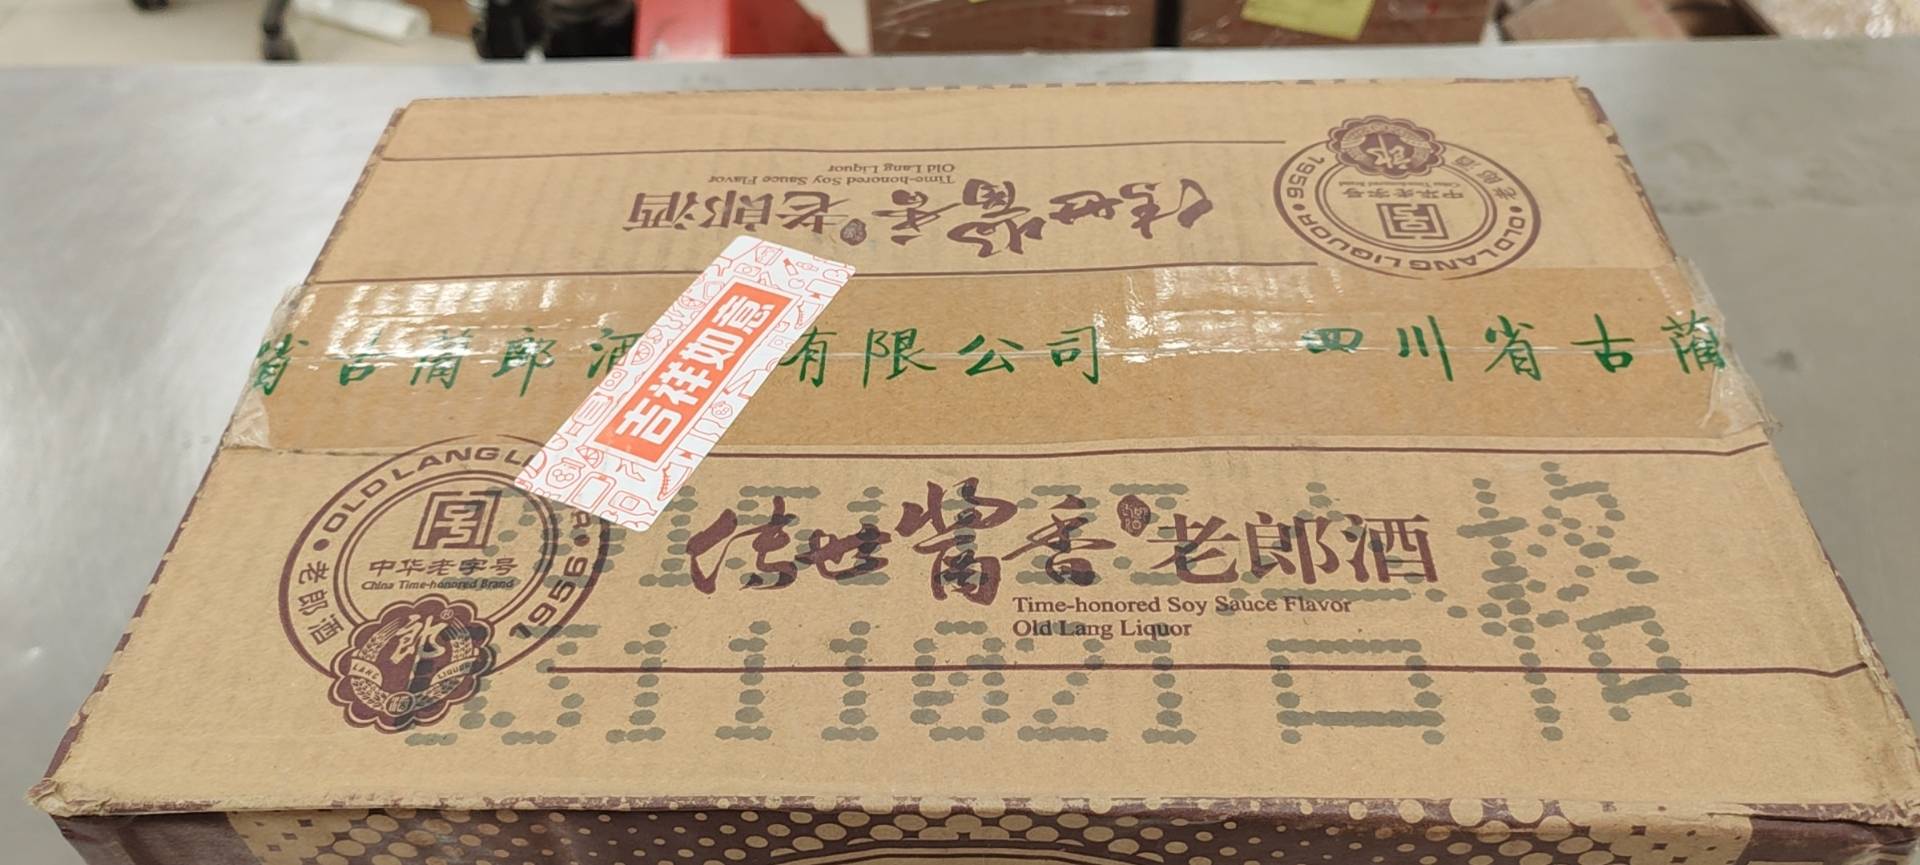 Old Lang Liquor
Time-honored Soy Sauce Flavor
传世酱香老郎酒
OLD LANG LIQUOR
老郎酒
1956
中华老字号
China Time-honored Brand
郎
省古蔺郎酒
有限公司
四川省古蔺
吉祥如意
OLD LANG LI
R
1956
老郎酒
中华老字号
China Time-honored Brand
郎
传世酱香老郎酒
Time-honored Soy Sauce Flavor
Old Lang Liquor